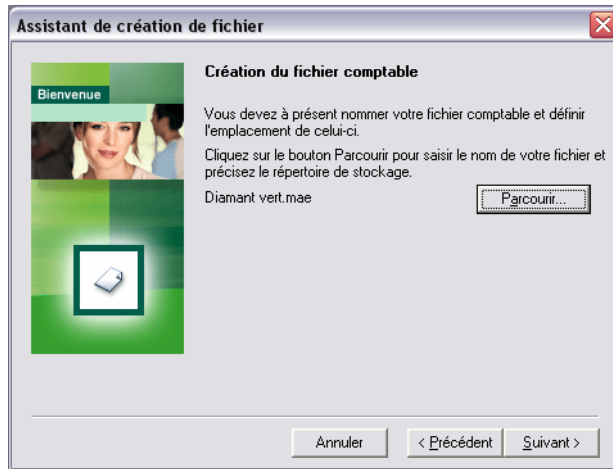 Assistant de création de fichier
Bienvenue
Création du fichier comptable
Vous devez à présent nommer votre fichier comptable et définir
l'emplacement de celui-ci.
Cliquez sur le bouton Parcourir pour saisir le nom de votre fichier et
précisez le répertoire de stockage.
Diamant vert.mae
Parcourir...
Annuler
< Précédent
Suivant >